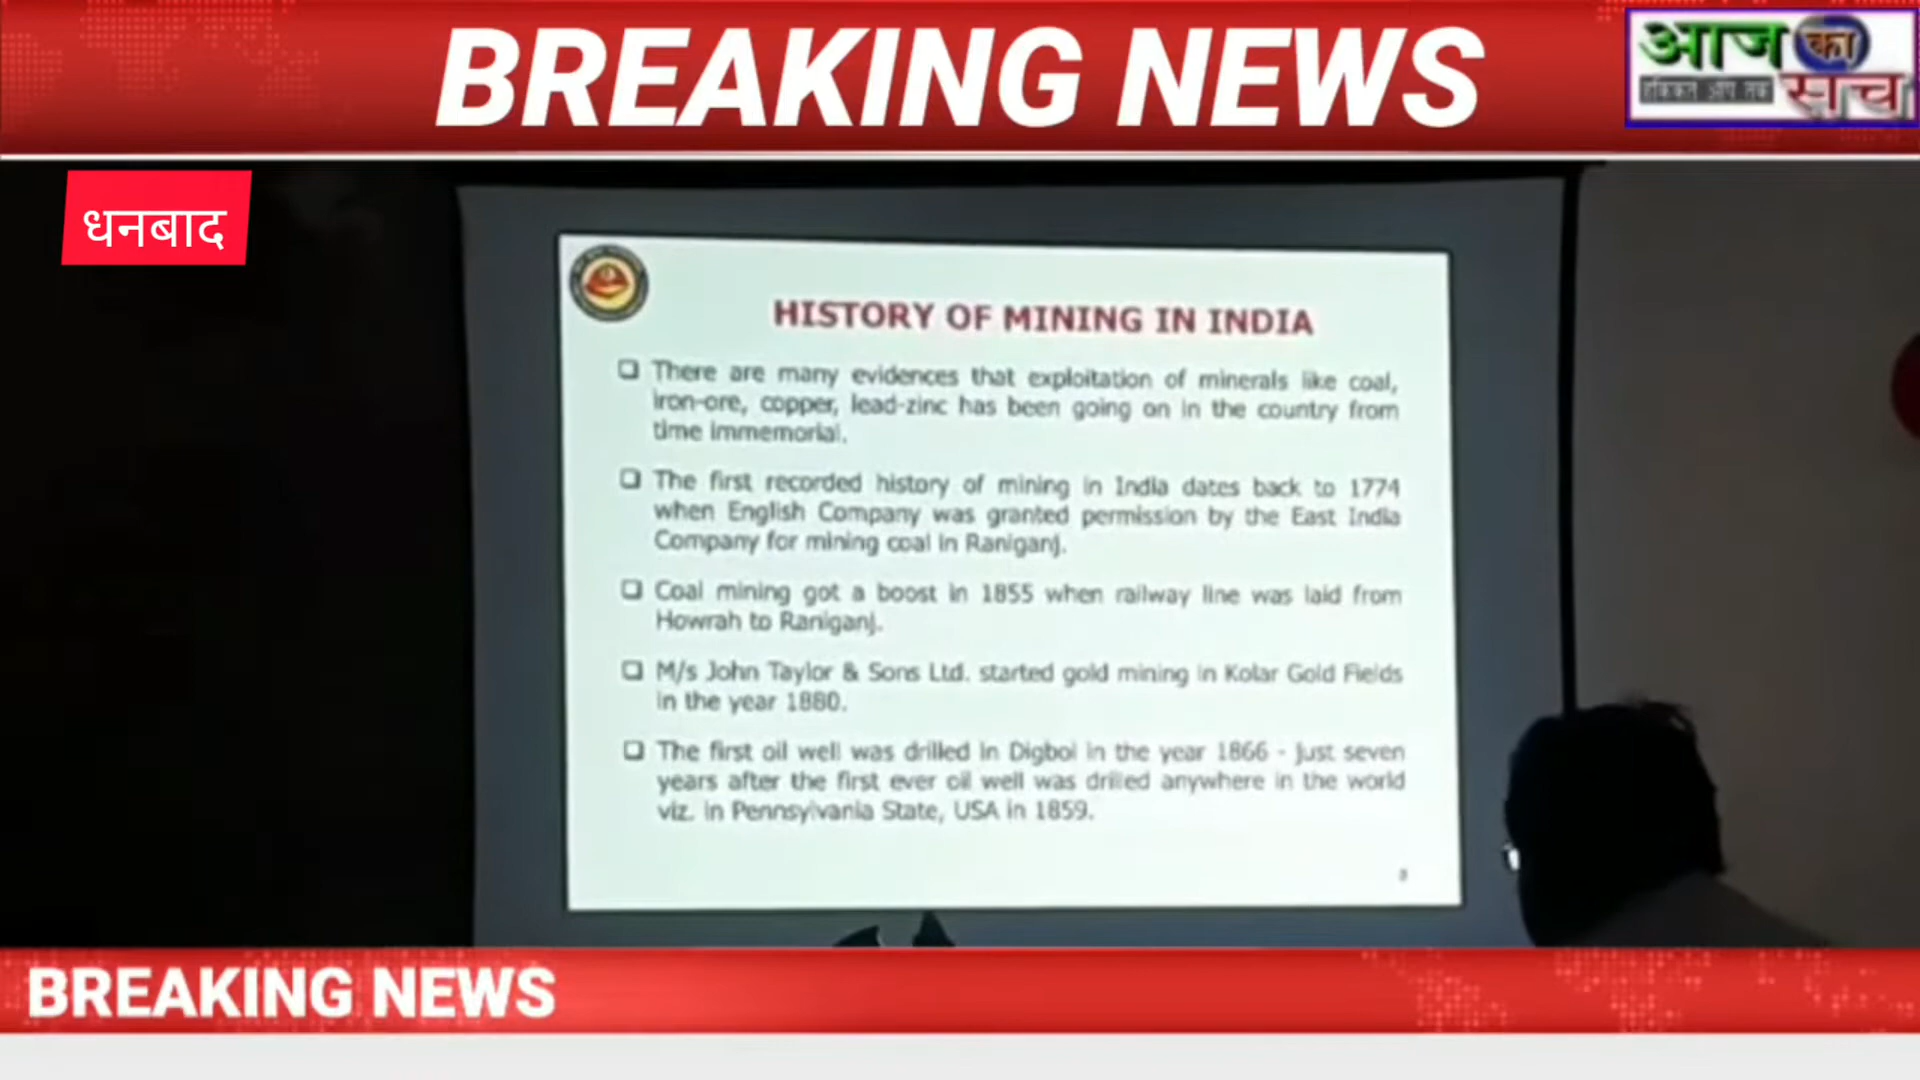 BREAKING NEWS
आज का
हकिकत आप तक
सच
धनबाद
HISTORY OF MINING IN INDIA
❑ There are many evidences that exploitation of minerals like coal,
iron-ore, copper, lead-zinc has been going on in the country from
time immemorial.
❑ The first recorded history of mining in India dates back to 1774
when English Company was granted permission by the East India
Company for mining coal in Raniganj.
❑ Coal mining got a boost in 1855 when railway line was laid from
Howrah to Raniganj.
❑ M/s John Taylor & Sons Ltd. started gold mining in Kolar Gold Fields
in the year 1880.
❑ The first oil well was drilled in Digboi in the year 1866 - just seven
years after the first ever oil well was drilled anywhere in the world
viz. in Pennsylvania State, USA in 1859.
BREAKING NEWS